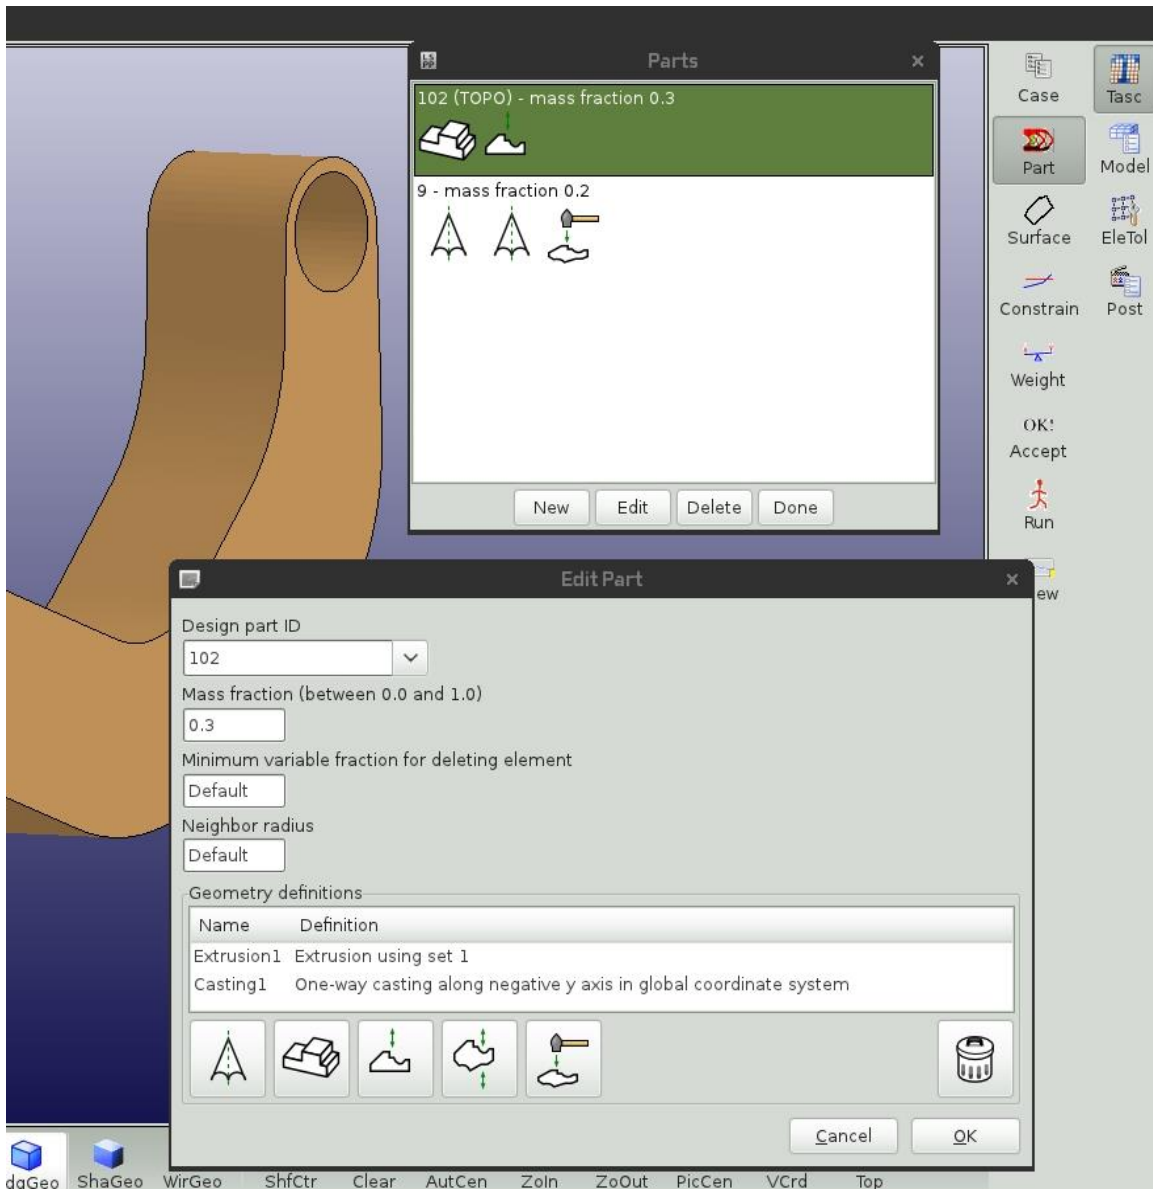 LS
PP
Parts
102 (TOPO) - mass fraction 0.3
9 - mass fraction 0.2
New Edit Delete Done
Case Tasc
Part Model
Surface EleTol
Constrain Post
Weight
OK!
Accept
Run
ew
Edit Part
Design part ID
102
Mass fraction (between 0.0 and 1.0)
0.3
Minimum variable fraction for deleting element
Default
Neighbor radius
Default
Geometry definitions
Name Definition
Extrusion1 Extrusion using set 1
Casting1 One-way casting along negative y axis in global coordinate system
Cancel OK
dgGeo ShaGeo WirGeo ShfCtr Clear AutCen ZoIn ZoOut PicCen VCrd Top